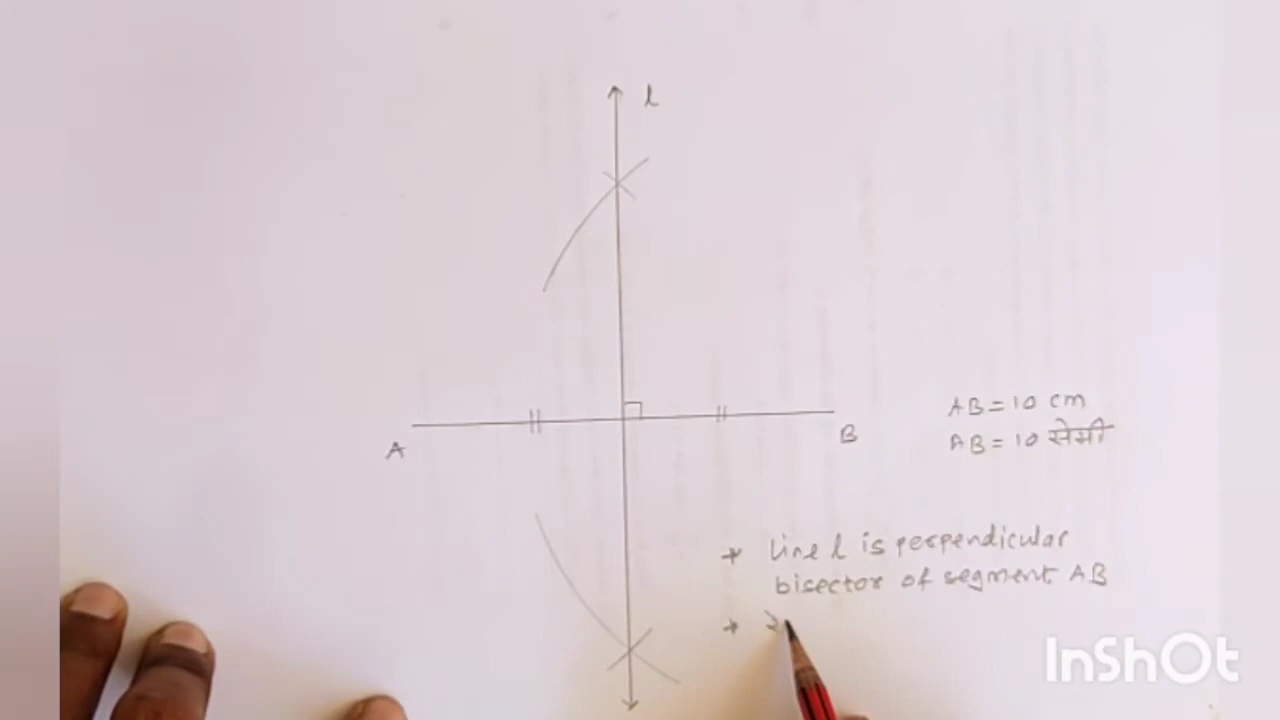 l
A
B
AB = 10 cm
AB = 10 सेमी
* Line l is perpendicular
bisector of segment AB
*
InShOt